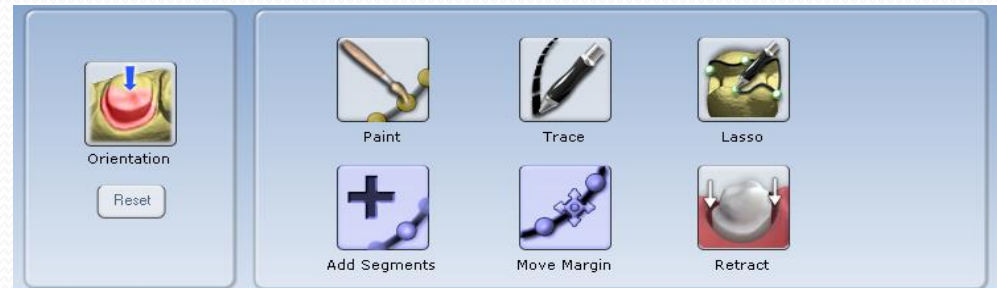 Orientation
Reset
Paint
Trace
Lasso
Add Segments
Move Margin
Retract